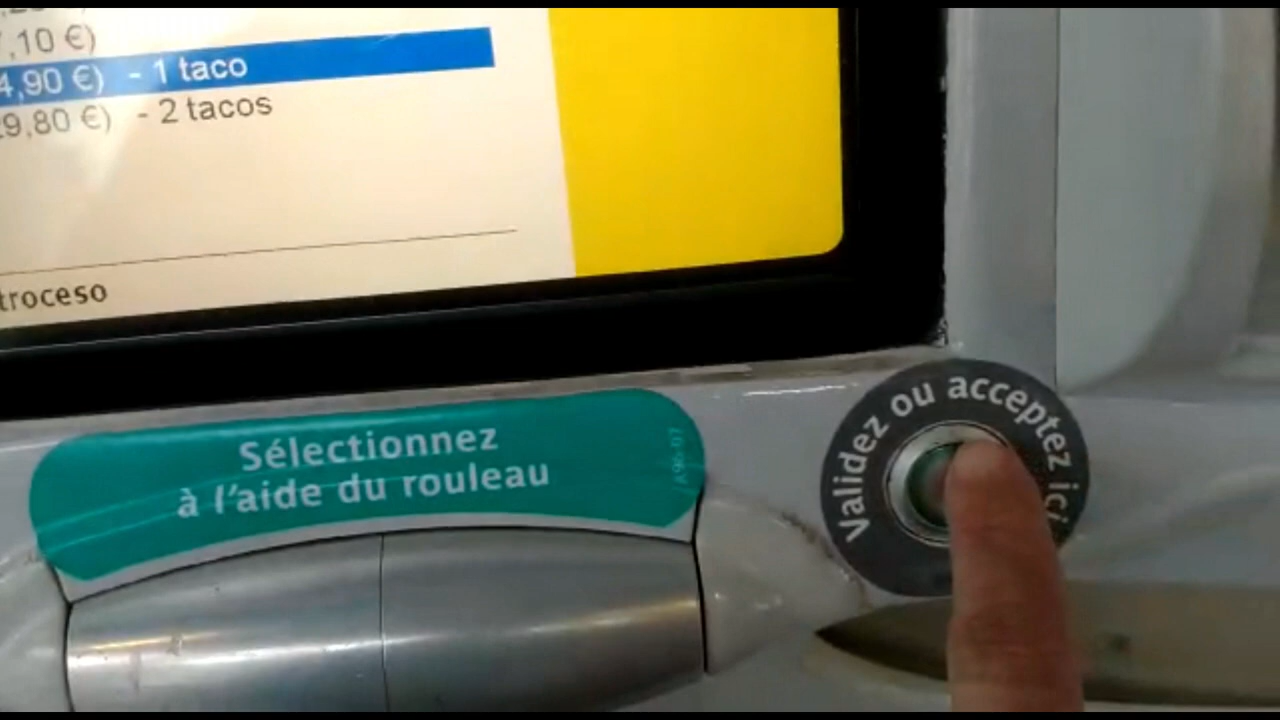 ,10 €)
4,90 €) - 1 taco
9,80 €) - 2 tacos
troceso
Sélectionnez
à l'aide du rouleau
Validez ou acceptez ici